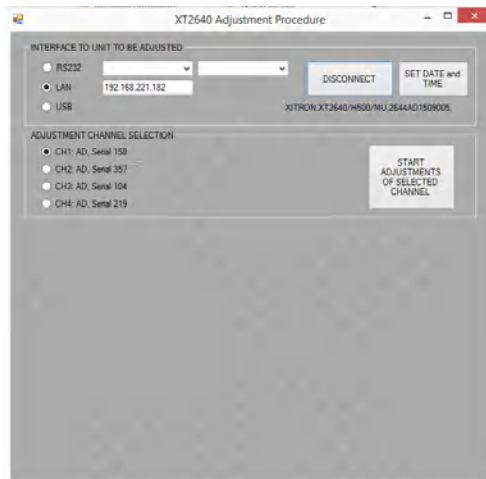 XT2640 Adjustment Procedure
INTERFACE TO UNIT TO BE ADJUSTED
RS232
LAN
192.168.221.182
USB
DISCONNECT
SET DATE and
TIME
XITRON,XT2640/H500/MU,2644AD1509005,
ADJUSTMENT CHANNEL SELECTION
CH1: AD, Serial 158
CH2: AD, Serial 357
CH3: AD, Serial 104
CH4: AD, Serial 219
START
ADJUSTMENTS
OF SELECTED
CHANNEL